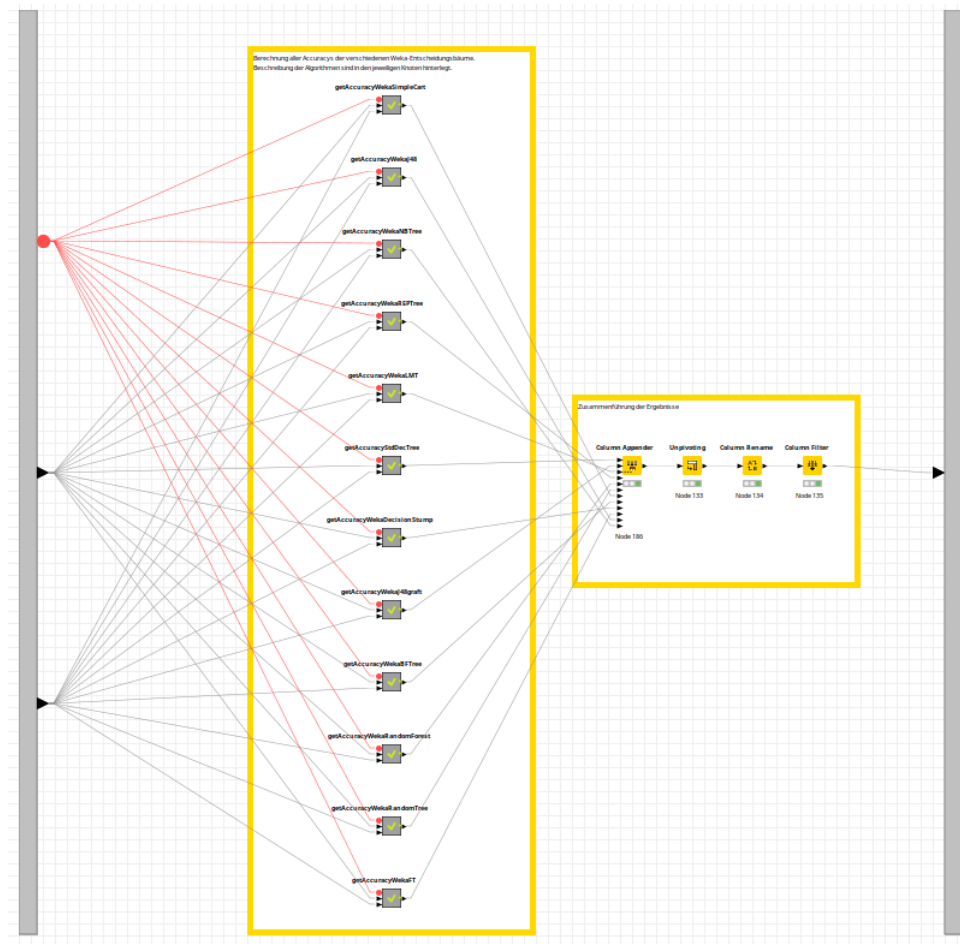 Berechnung aller Accuracys der verschiedenen Weka-Entscheidungsbäume.
Beschreibung der Algorithmen sind in den jeweiligen Knoten hinterlegt.
getAccuracyWekaSimpleCart
getAccuracyWekaJ48
getAccuracyWekaNBTree
getAccuracyWekaREPTree
getAccuracyWekaLMT
getAccuracyStdDecTree
getAccuracyWekaDecisionStump
getAccuracyWekaJ48graft
getAccuracyWekaBFTree
getAccuracyWekaRandomForest
getAccuracyWekaRandomTree
getAccuracyWekaFT
Zusammenführung der Ergebnisse
Column Appender Unpivoting Column Rename Column Filter
Node 133 Node 134 Node 135
Node 186